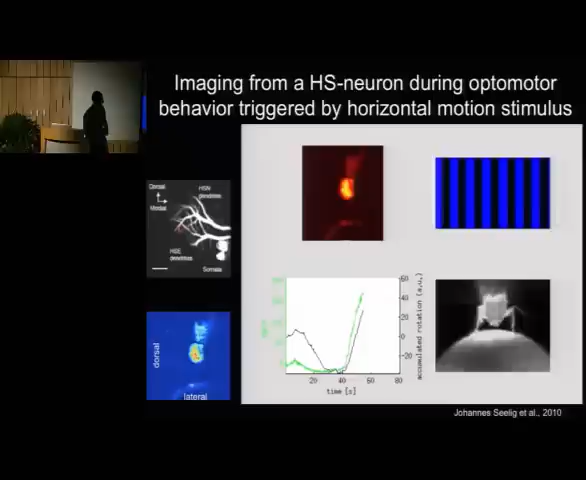 Imaging from a HS-neuron during optomotor
behavior triggered by horizontal motion stimulus
Dorsal
Medial
HSN
dendrites
HSE
dendrites
Somata
dorsal
lateral
60
40
20
0
-20
accumulated rotation [a.u.]
20
40
60
80
time [s]
Johannes Seelig et al., 2010